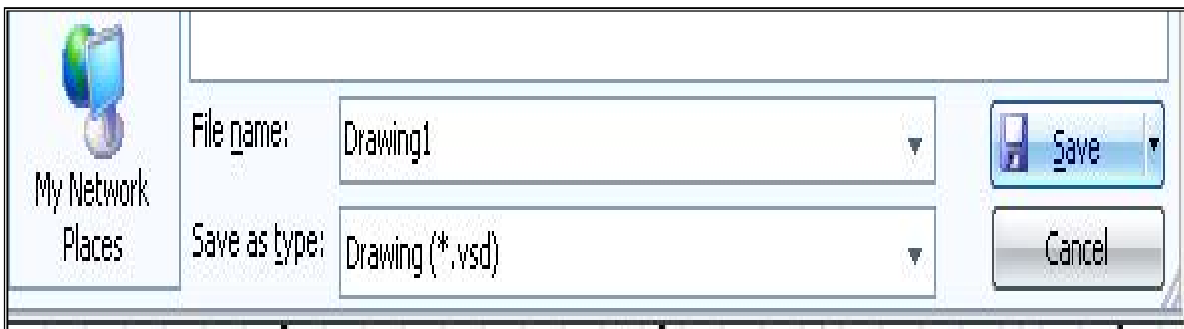 My Network
Places
File name: Drawing1
Save as type: Drawing (*.vsd)
Save
Cancel